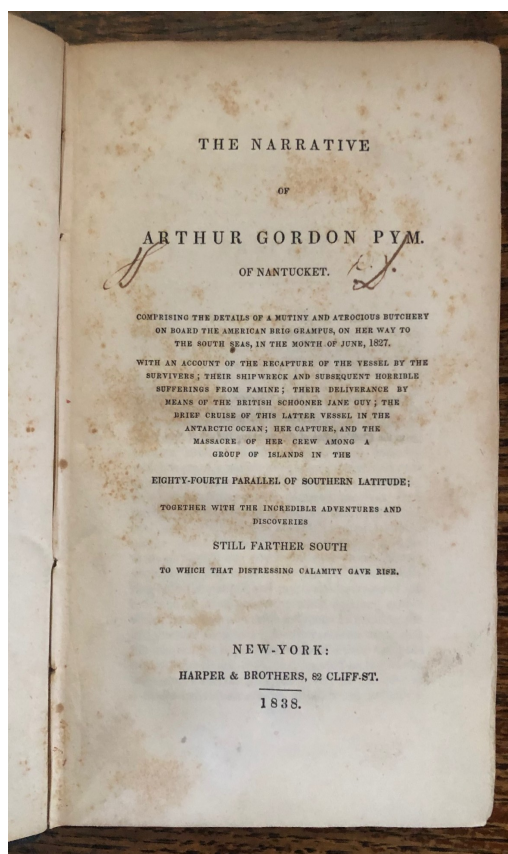 THE NARRATIVE
OF
ARTHUR GORDON PYM.
OF NANTUCKET.
COMPRISING THE DETAILS OF A MUTINY AND ATROCIOUS BUTCHERY
ON BOARD THE AMERICAN BRIG GRAMPUS, ON HER WAY TO
THE SOUTH SEAS, IN THE MONTH OF JUNE, 1827.
WITH AN ACCOUNT OF THE RECAPTURE OF THE VESSEL BY THE
SURVIVERS; THEIR SHIPWRECK AND SUBSEQUENT HORRIBLE
SUFFERINGS FROM FAMINE; THEIR DELIVERANCE BY
MEANS OF THE BRITISH SCHOONER JANE GUY; THE
BRIEF CRUISE OF THIS LATTER VESSEL IN THE
ANTARCTIC OCEAN; HER CAPTURE, AND THE
MASSACRE OF HER CREW AMONG A
GROUP OF ISLANDS IN THE
EIGHTY-FOURTH PARALLEL OF SOUTHERN LATITUDE;
TOGETHER WITH THE INCREDIBLE ADVENTURES AND
DISCOVERIES
STILL FARTHER SOUTH
TO WHICH THAT DISTRESSING CALAMITY GAVE RISE.
NEW-YORK:
HARPER & BROTHERS, 82 CLIFF-ST.
1838.